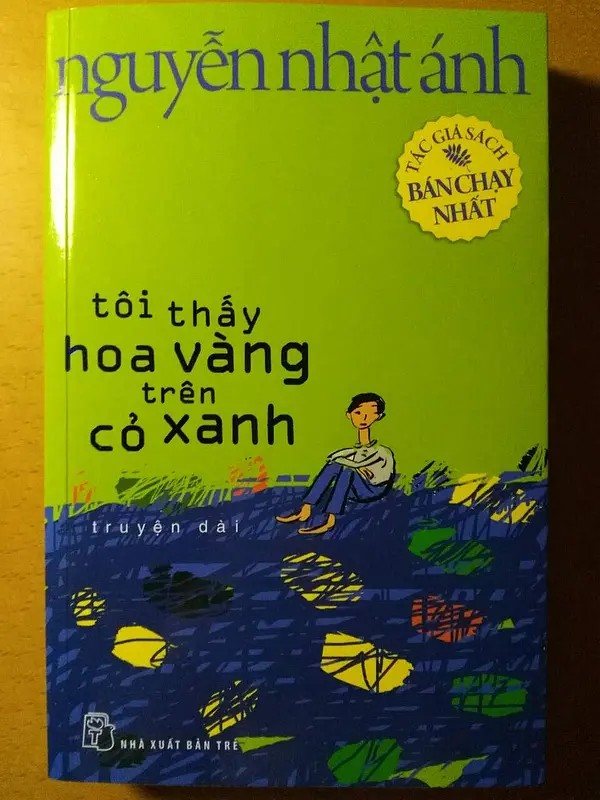 nguyễn nhật ánh
TÁC GIẢ SÁCH
BÁN CHẠY
NHẤT
tôi thấy
hoa vàng
trên
cỏ xanh
truyện dài
NHÀ XUẤT BẢN TRẺ